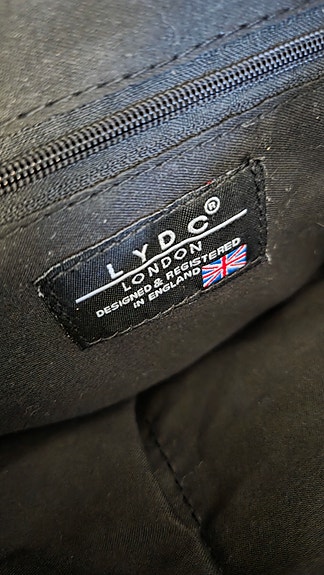 LYDC®
LONDON
DESIGNED & REGISTERED
IN ENGLAND